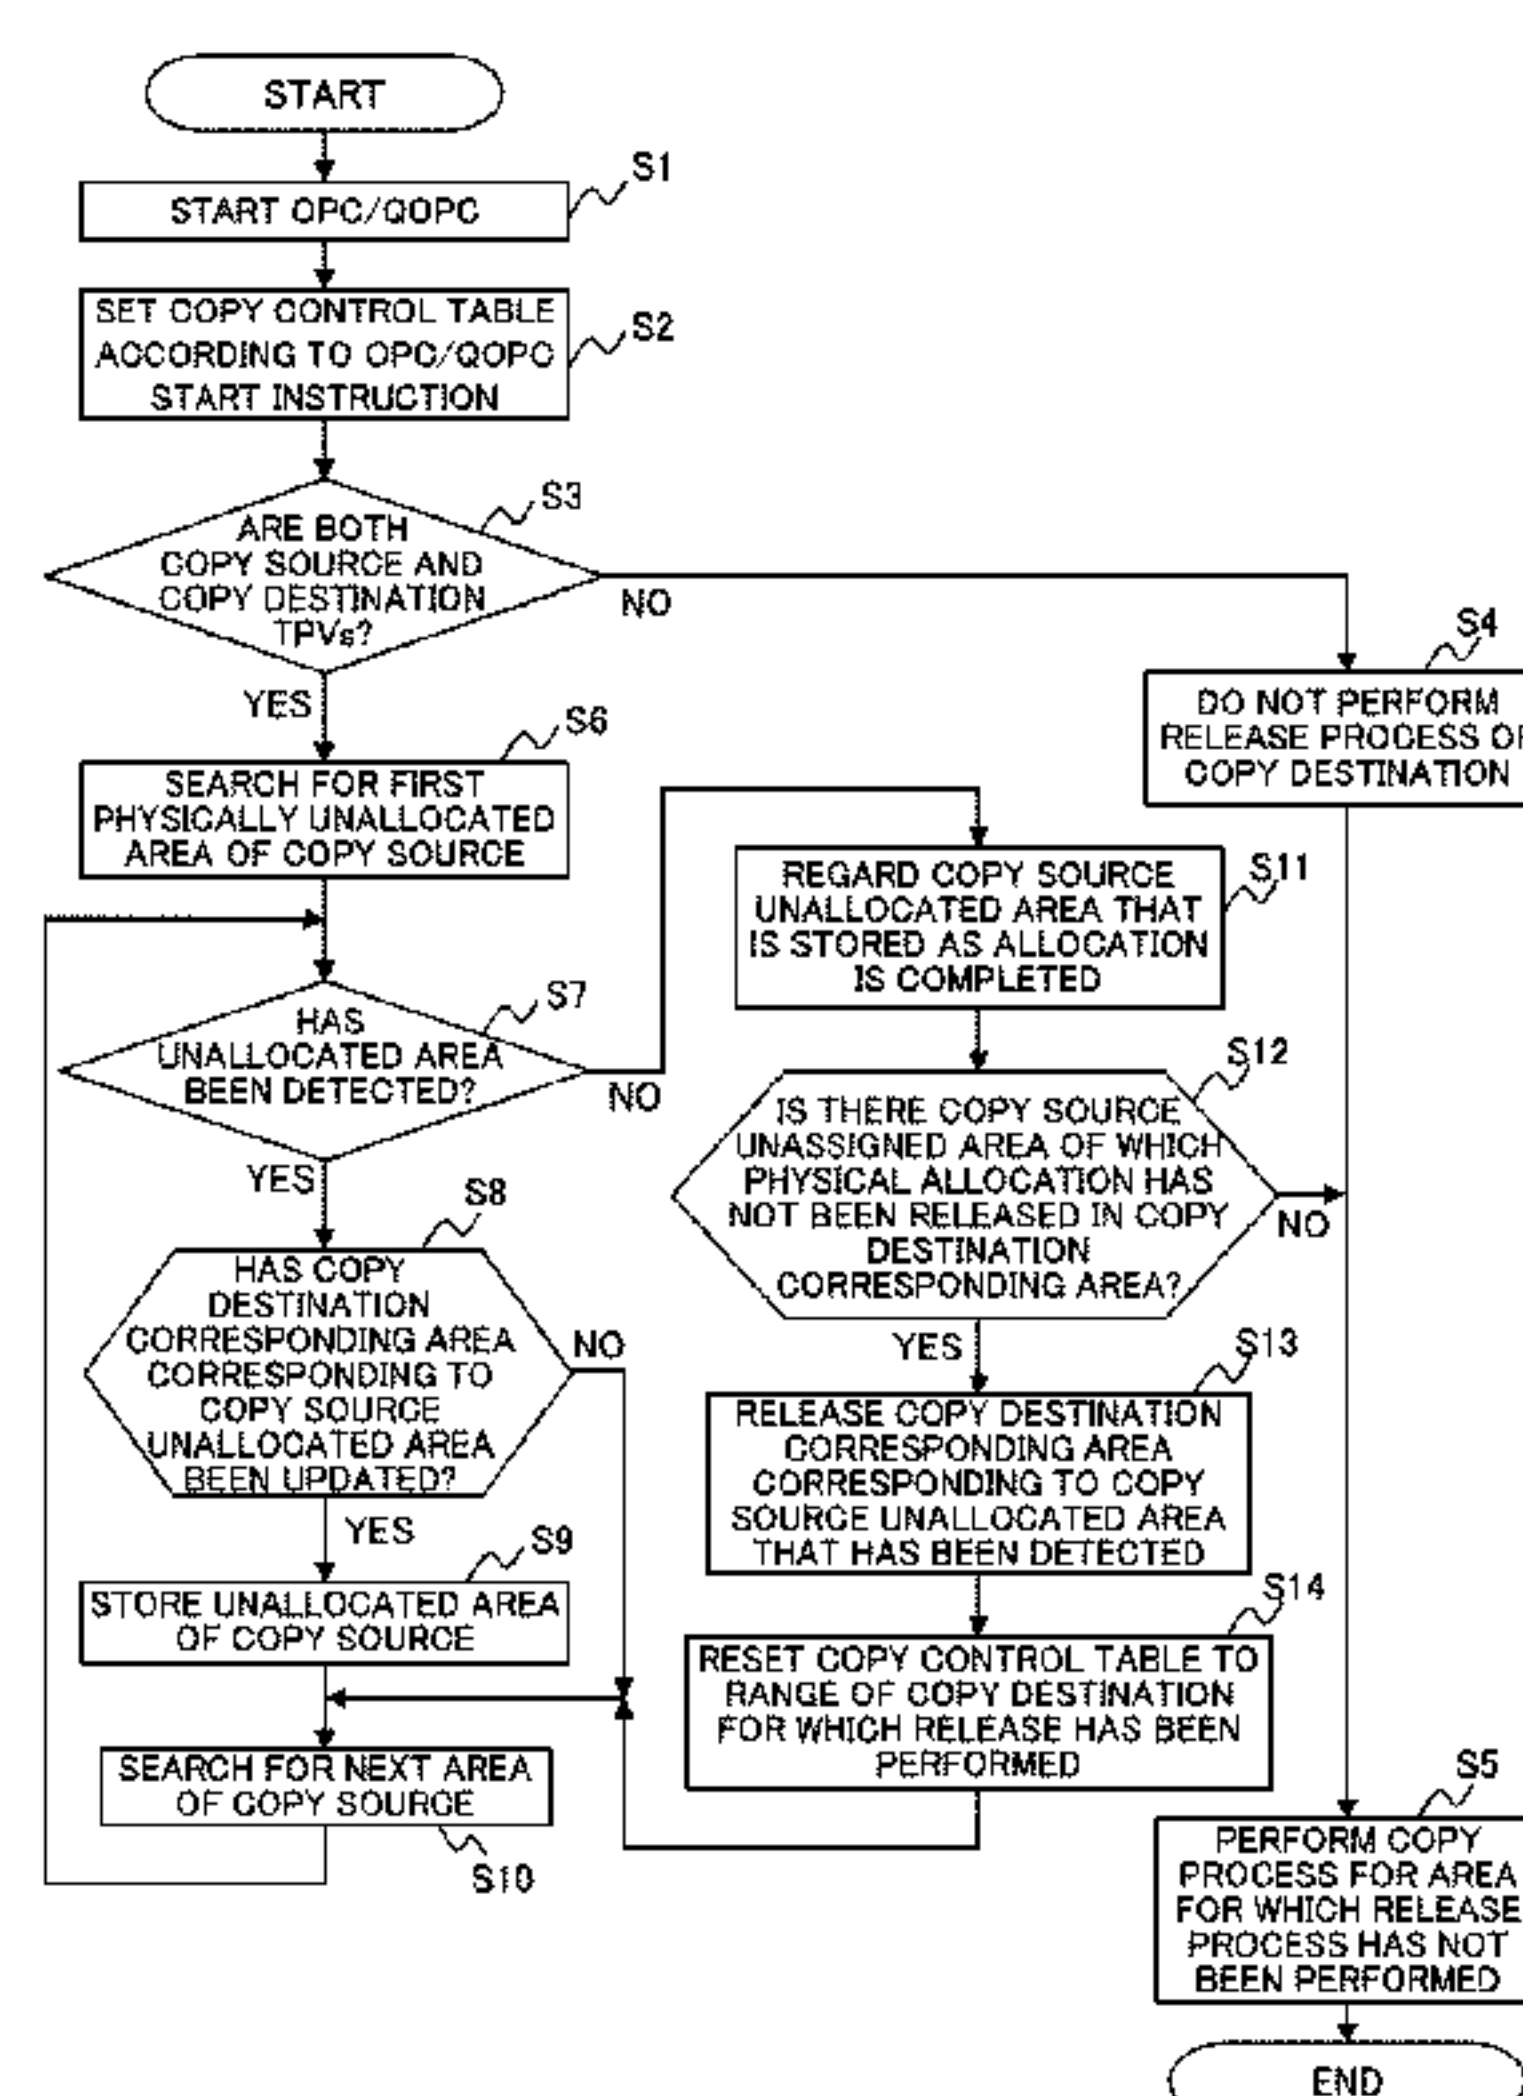 START
S1
START OPC/QOPC
S2
SET COPY CONTROL TABLE
ACCORDING TO OPC/QOPC
START INSTRUCTION
S3
ARE BOTH
COPY SOURCE AND
COPY DESTINATION
TPVs?
NO
YES
S4
DO NOT PERFORM
RELEASE PROCESS OF
COPY DESTINATION
S6
SEARCH FOR FIRST
PHYSICALLY UNALLOCATED
AREA OF COPY SOURCE
S7
HAS
UNALLOCATED AREA
BEEN DETECTED?
NO
YES
S8
HAS COPY
DESTINATION
CORRESPONDING AREA
CORRESPONDING TO
COPY SOURCE
UNALLOCATED AREA
BEEN UPDATED?
NO
YES
S9
STORE UNALLOCATED AREA
OF COPY SOURCE
SEARCH FOR NEXT AREA
OF COPY SOURCE
S10
S11
REGARD COPY SOURCE
UNALLOCATED AREA THAT
IS STORED AS ALLOCATION
IS COMPLETED
S12
IS THERE COPY SOURCE
UNASSIGNED AREA OF WHICH
PHYSICAL ALLOCATION HAS
NOT BEEN RELEASED IN COPY
DESTINATION
CORRESPONDING AREA?
NO
YES
S13
RELEASE COPY DESTINATION
CORRESPONDING AREA
CORRESPONDING TO COPY
SOURCE UNALLOCATED AREA
THAT HAS BEEN DETECTED
S14
RESET COPY CONTROL TABLE TO
RANGE OF COPY DESTINATION
FOR WHICH RELEASE HAS BEEN
PERFORMED
S5
PERFORM COPY
PROCESS FOR AREA
FOR WHICH RELEASE
PROCESS HAS NOT
BEEN PERFORMED
END